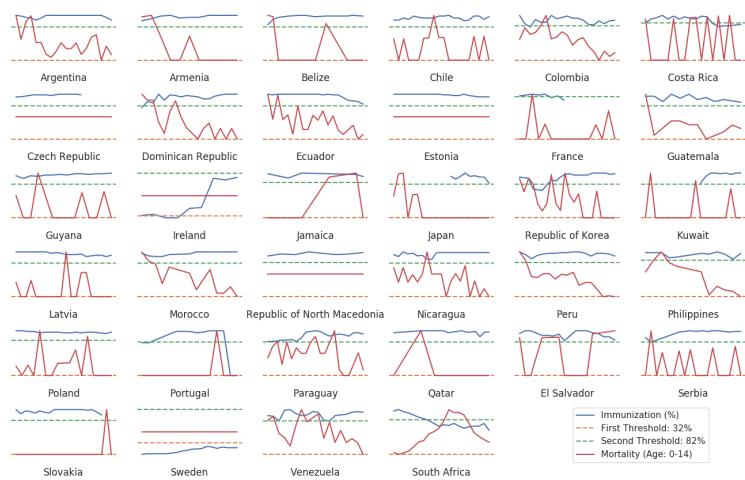 Argentina
Armenia
Belize
Chile
Colombia
Costa Rica
Czech Republic
Dominican Republic
Ecuador
Estonia
France
Guatemala
Guyana
Ireland
Jamaica
Japan
Republic of Korea
Kuwait
Latvia
Morocco
Republic of North Macedonia
Nicaragua
Peru
Philippines
Poland
Portugal
Paraguay
Qatar
El Salvador
Serbia
Slovakia
Sweden
Venezuela
South Africa
Immunization (%)
First Threshold: 32%
Second Threshold: 82%
Mortality (Age: 0-14)